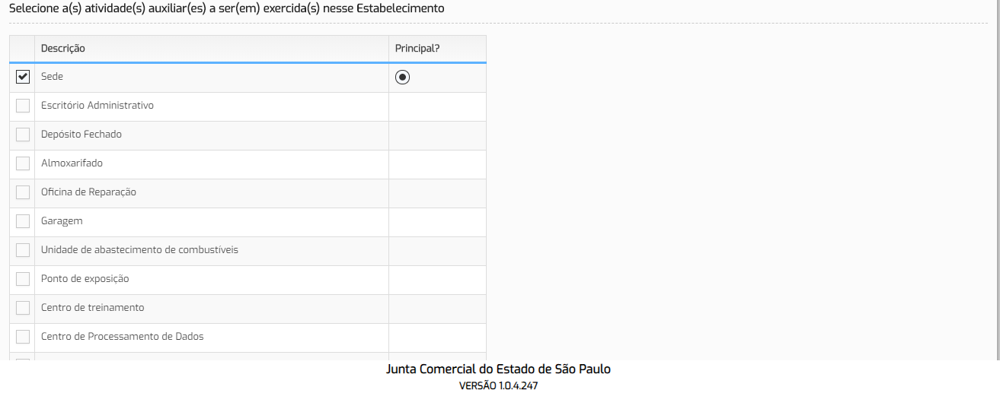 Selecione a(s) atividade(s) auxiliar(es) a ser(em) exercida(s) nesse Estabelecimento
Descrição Principal?
Sede
Escritório Administrativo
Depósito Fechado
Almoxarifado
Oficina de Reparação
Garagem
Unidade de abastecimento de combustíveis
Ponto de exposição
Centro de treinamento
Centro de Processamento de Dados
Junta Comercial do Estado de São Paulo
VERSÃO 1.0.4.247